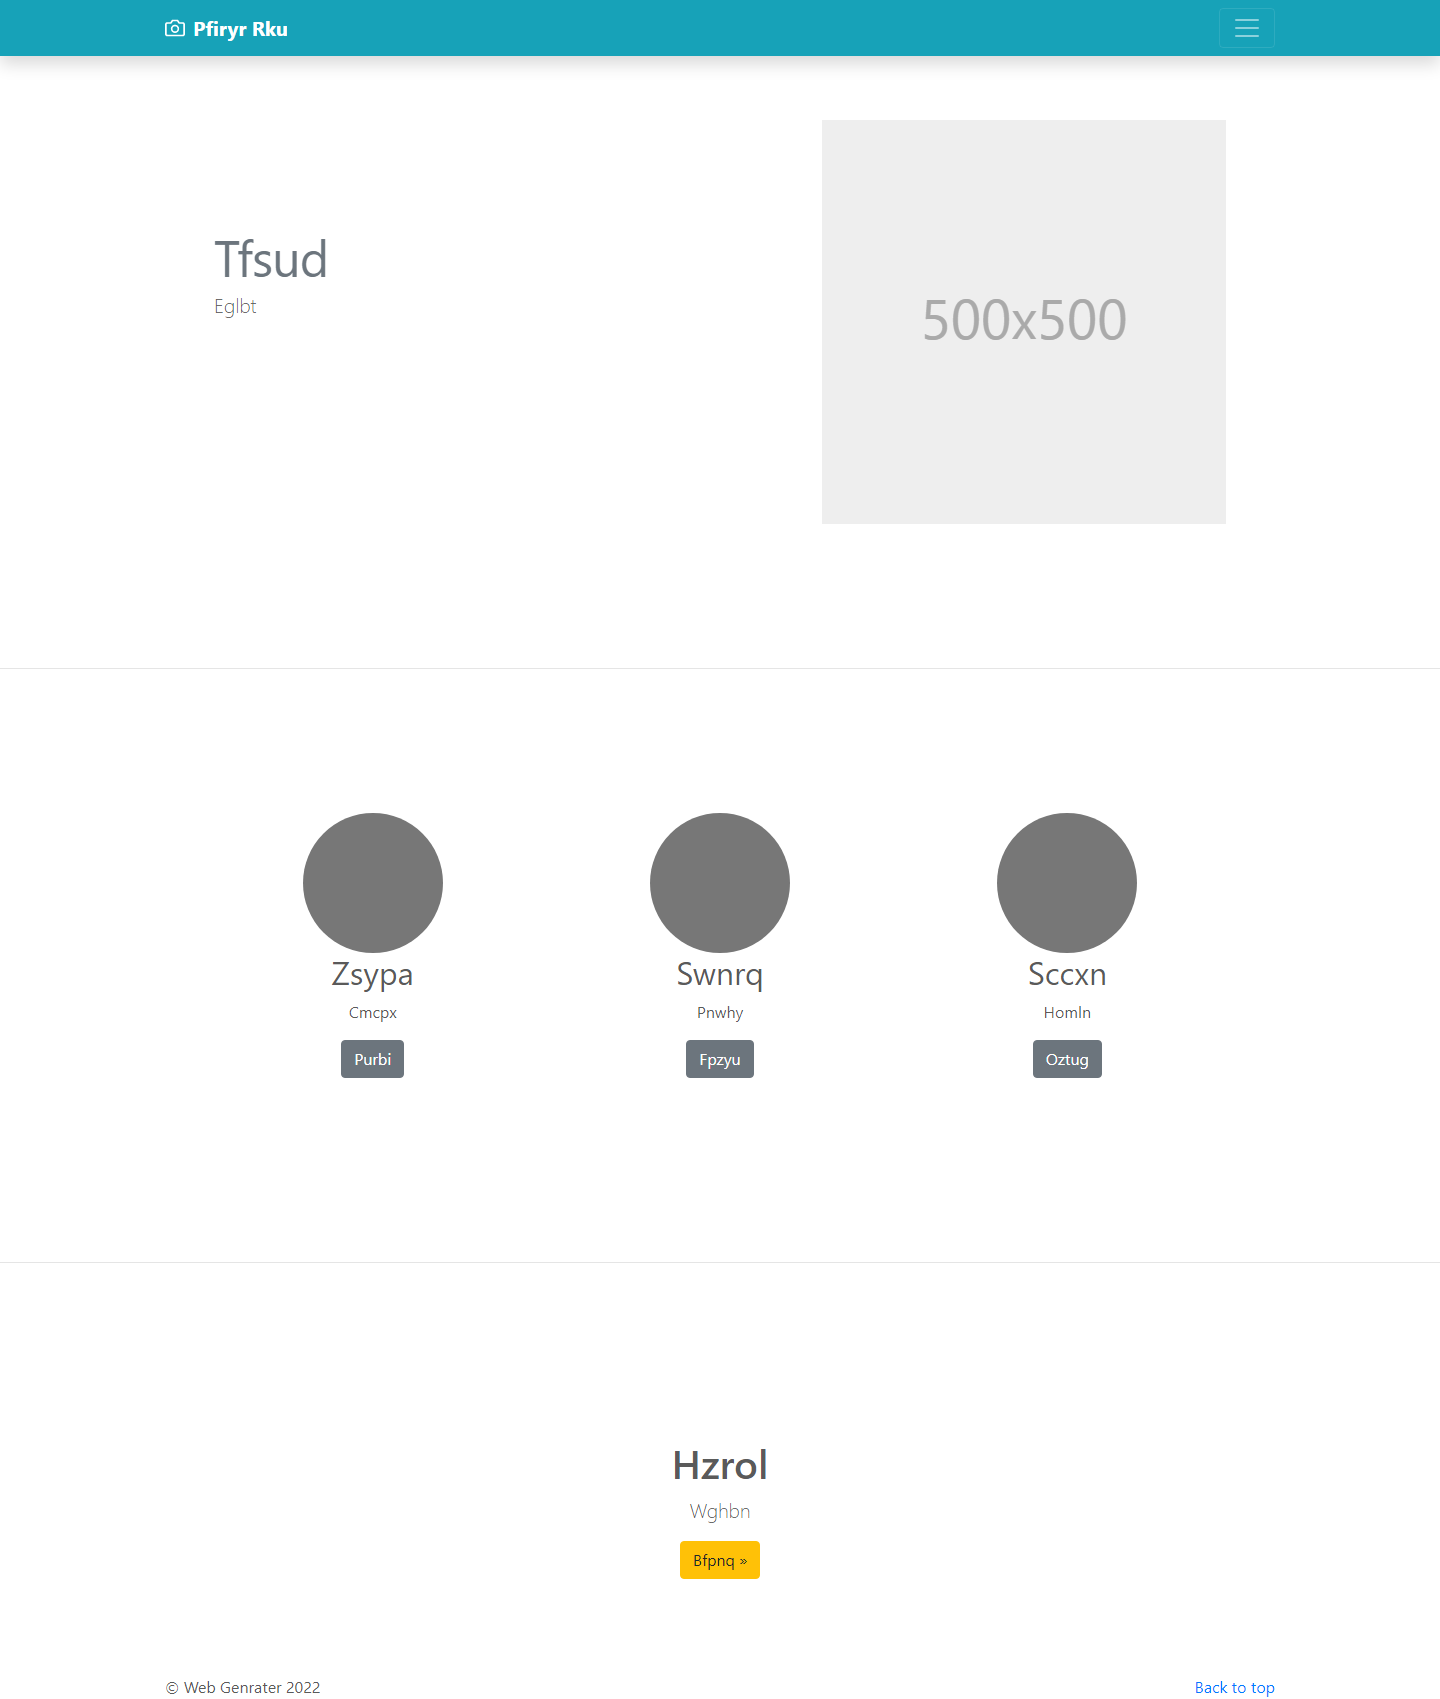 Pfiryr Rku
Tfsud
Eglbt
500x500
Zsypa
Cmcpx
Purbi
Swnrq
Pnwhy
Fpzyu
Sccxn
Homln
Oztug
Hzrol
Wghbn
Bfpnq »
© Web Genrater 2022
Back to top